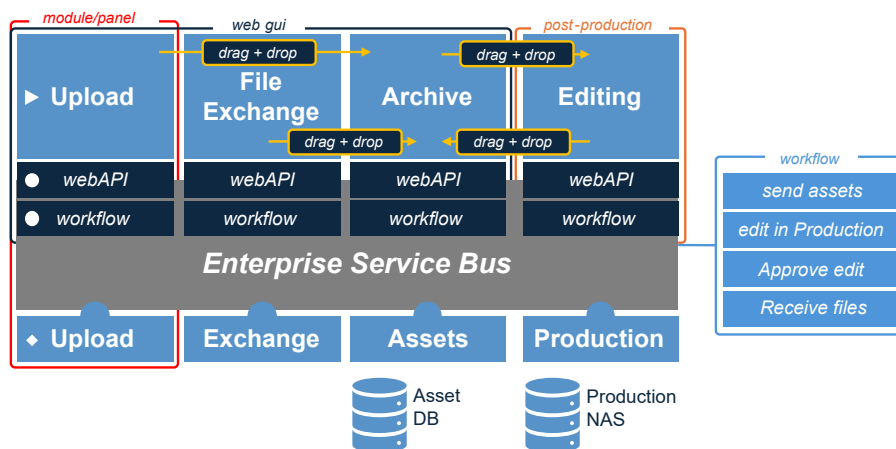 module/panel
web gui
post-production
drag + drop
drag + drop
Upload
File
Exchange
Archive
Editing
drag + drop
drag + drop
webAPI
webAPI
webAPI
webAPI
workflow
workflow
workflow
workflow
Enterprise Service Bus
Upload
Exchange
Assets
Production
Asset
DB
Production
NAS
workflow
send assets
edit in Production
Approve edit
Receive files